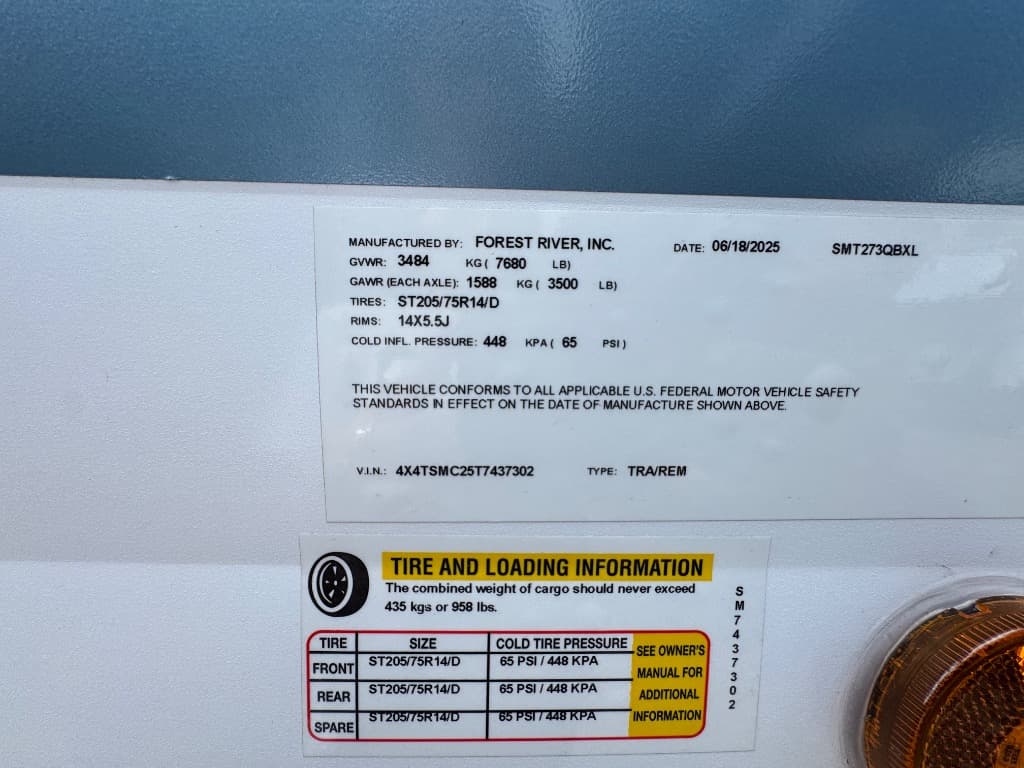 MANUFACTURED BY: FOREST RIVER, INC. DATE: 06/18/2025 SMT273QBXL
GVWR: 3484 KG ( 7680 LB)
GAWR (EACH AXLE): 1588 KG ( 3500 LB)
TIRES: ST205/75R14/D
RIMS: 14X5.5J
COLD INFL. PRESSURE: 448 KPA ( 65 PSI )
THIS VEHICLE CONFORMS TO ALL APPLICABLE U.S. FEDERAL MOTOR VEHICLE SAFETY
STANDARDS IN EFFECT ON THE DATE OF MANUFACTURE SHOWN ABOVE.
V.I.N.: 4X4TSMC25T7437302 TYPE: TRA/REM
TIRE AND LOADING INFORMATION
The combined weight of cargo should never exceed
435 kgs or 958 lbs.
TIRE SIZE COLD TIRE PRESSURE
FRONT ST205/75R14/D 65 PSI / 448 KPA
REAR ST205/75R14/D 65 PSI / 448 KPA
SPARE ST205/75R14/D 65 PSI / 448 KPA
SEE OWNER'S
MANUAL FOR
ADDITIONAL
INFORMATION
SM7437302